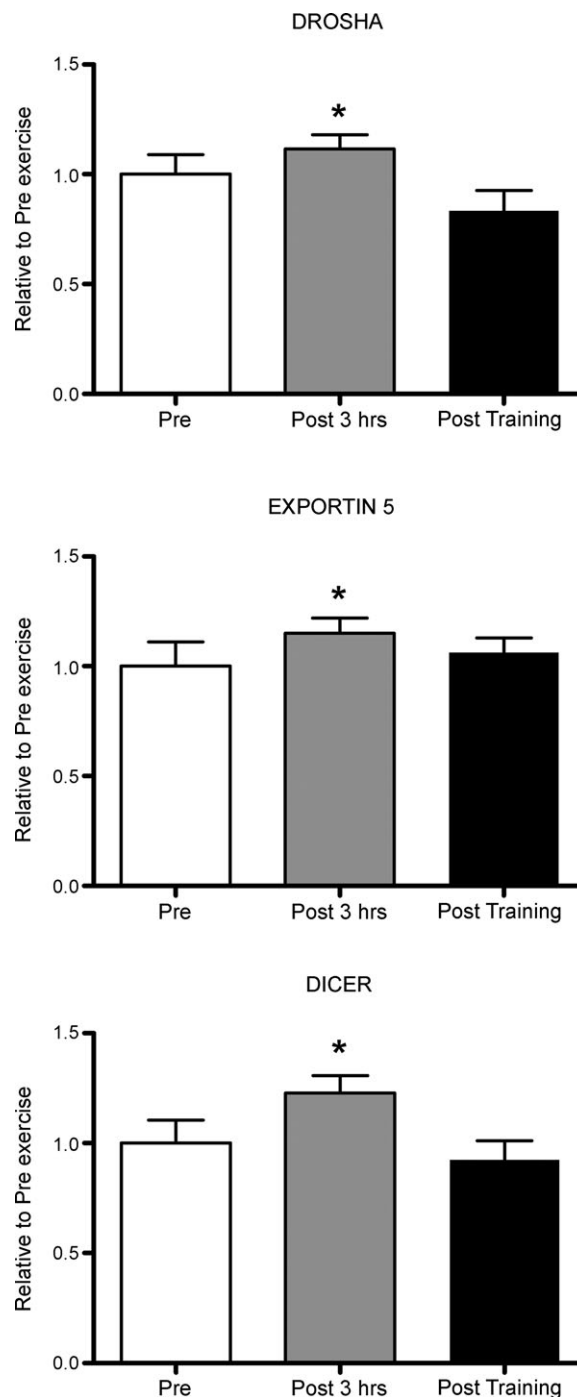 DROSHA
Relative to Pre exercise
1.5
1.0
0.5
0.0
*
Pre
Post 3 hrs
Post Training
EXPORTIN 5
Relative to Pre exercise
1.5
1.0
0.5
0.0
*
Pre
Post 3 hrs
Post Training
DICER
Relative to Pre exercise
1.5
1.0
0.5
0.0
*
Pre
Post 3 hrs
Post Training